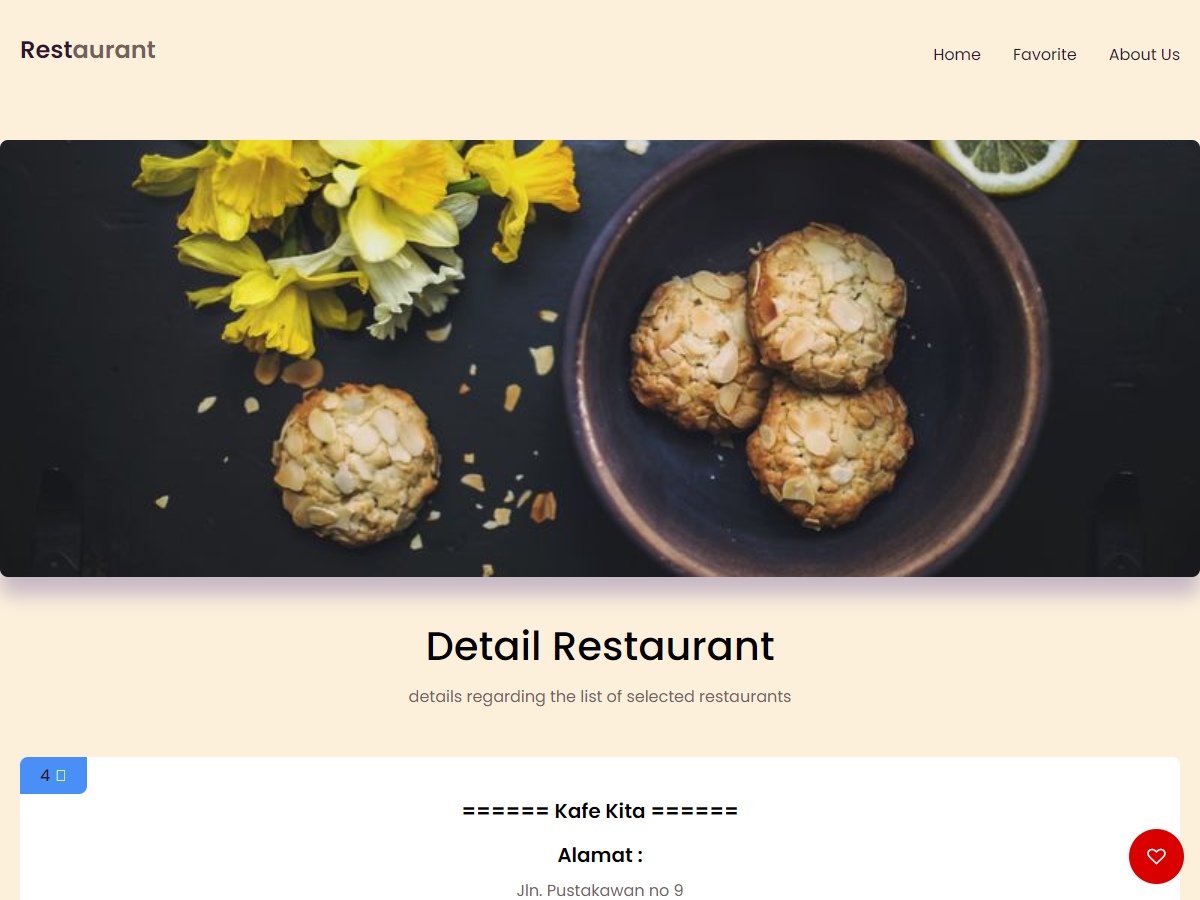 Restaurant
Home Favorite About Us
Detail Restaurant
details regarding the list of selected restaurants
4
====== Kafe Kita ======
Alamat :
Jln. Pustakawan no 9